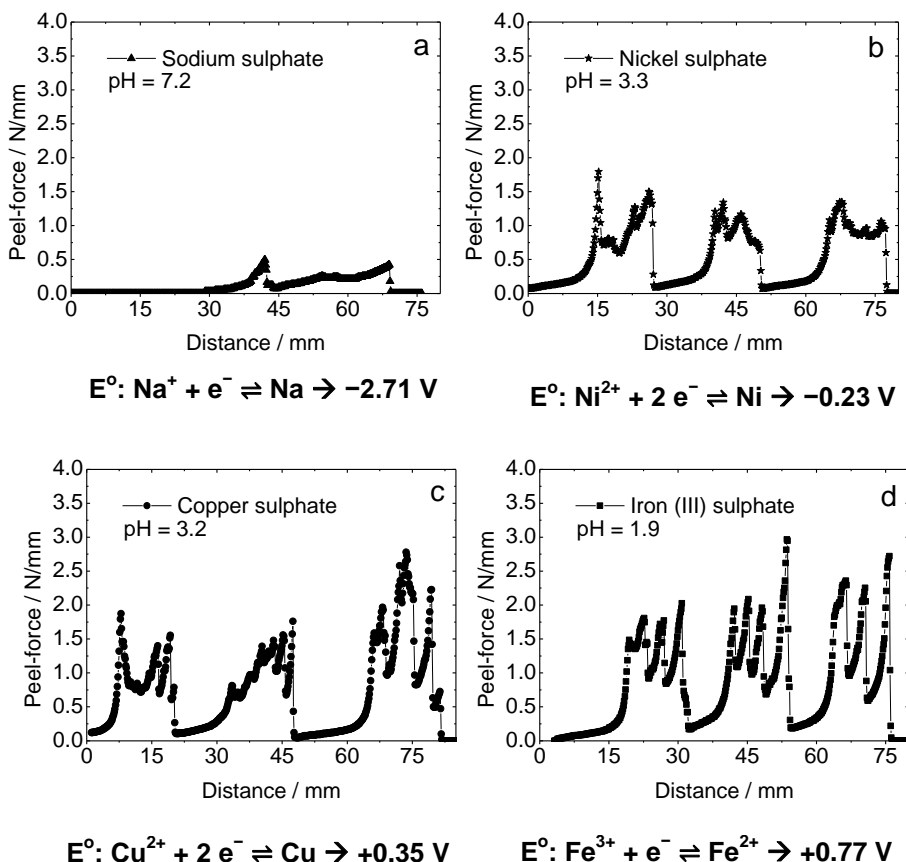 a
Sodium sulphate
pH = 7.2
Peel-force / N/mm
4.0
3.5
3.0
2.5
2.0
1.5
1.0
0.5
0.0
0 15 30 45 60 75
Distance / mm
E°: Na⁺ + e⁻ ⇌ Na → −2.71 V
b
Nickel sulphate
pH = 3.3
Peel-force / N/mm
4.0
3.5
3.0
2.5
2.0
1.5
1.0
0.5
0.0
0 15 30 45 60 75
Distance / mm
E°: Ni²⁺ + 2 e⁻ ⇌ Ni → −0.23 V
c
Copper sulphate
pH = 3.2
Peel-force / N/mm
4.0
3.5
3.0
2.5
2.0
1.5
1.0
0.5
0.0
0 15 30 45 60 75
Distance / mm
E°: Cu²⁺ + 2 e⁻ ⇌ Cu → +0.35 V
d
Iron (III) sulphate
pH = 1.9
Peel-force / N/mm
4.0
3.5
3.0
2.5
2.0
1.5
1.0
0.5
0.0
0 15 30 45 60 75
Distance / mm
E°: Fe³⁺ + e⁻ ⇌ Fe²⁺ → +0.77 V